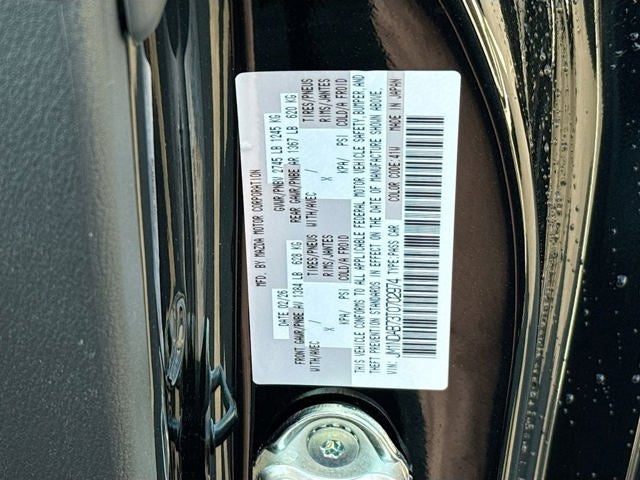 MFD. BY MAZDA MOTOR CORPORATION
DATE 02/26 GVWR/PNBV 2745 LB 1245 KG
FRONT GAWR/PNBE AV 1384 LB 628 KG REAR GAWR/PNBE AR 1367 LB 620 KG
WITH/AVEC / TIRES/PNEUS WITH/AVEC / TIRES/PNEUS
X RIMS/JANTES X RIMS/JANTES
KPA/ PSI COLD/A FROID KPA/ PSI COLD/A FROID
THIS VEHICLE CONFORMS TO ALL APPLICABLE FEDERAL MOTOR VEHICLE SAFETY, BUMPER, AND
THEFT PREVENTION STANDARDS IN EFFECT ON THE DATE OF MANUFACTURE SHOWN ABOVE.
VIN: JM1NDAB73T0702974 TYPE:PASS CAR COLOR CODE:41W MADE IN JAPAN